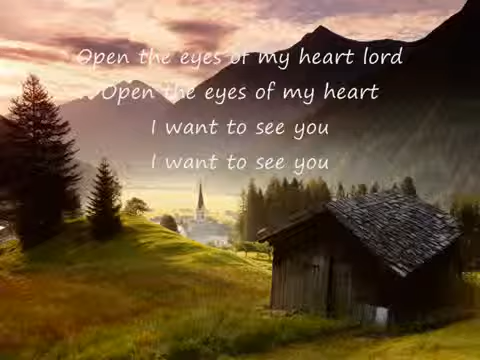 Open the eyes of my heart lord
Open the eyes of my heart
I want to see you
I want to see you